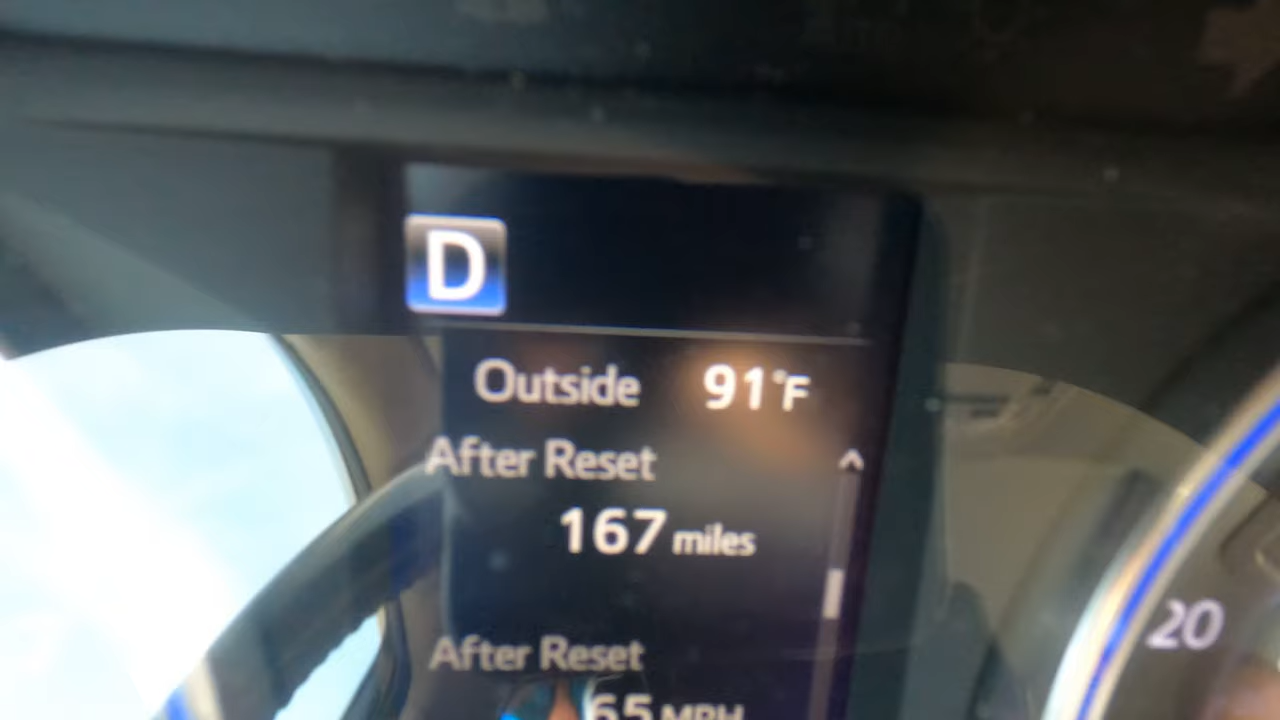 D
Outside 91°F
After Reset
167 miles
After Reset
65 MPH
20